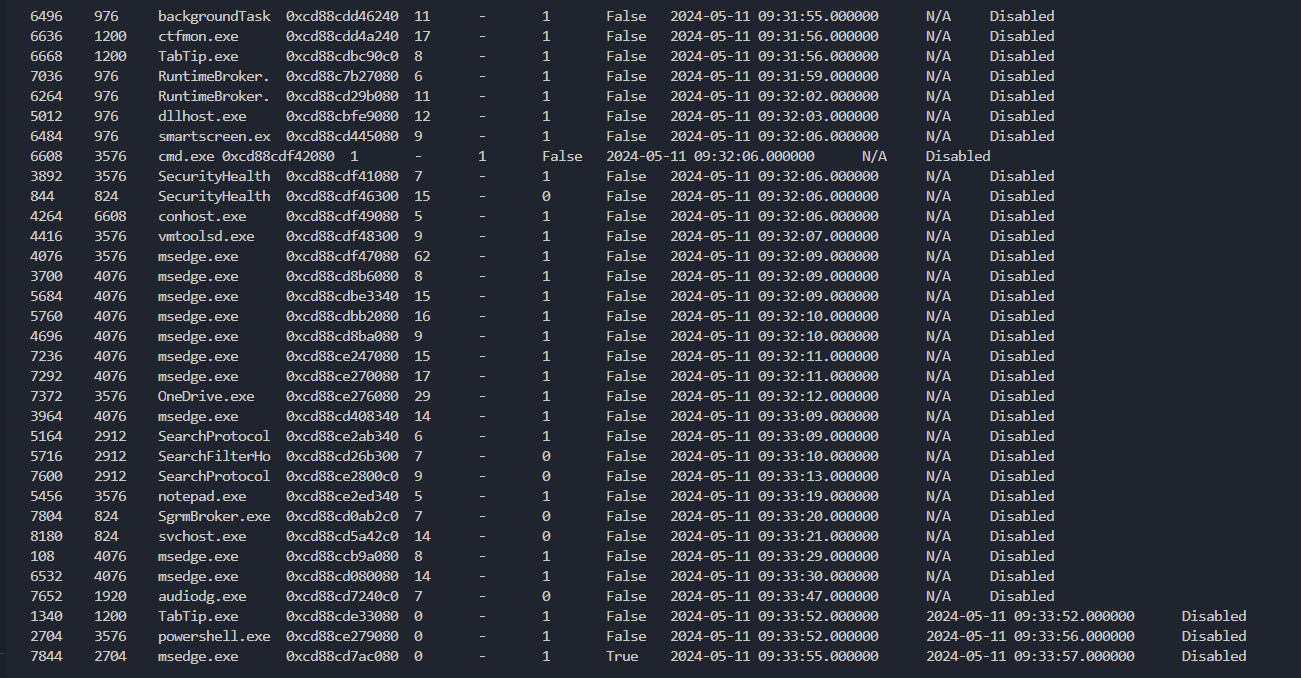 6496 976 backgroundTask 0xcd88cdd46240 11 - 1 False 2024-05-11 09:31:55.000000 N/A Disabled
6636 1200 ctfmon.exe 0xcd88cdd4a240 17 - 1 False 2024-05-11 09:31:56.000000 N/A Disabled
6668 1200 TabTip.exe 0xcd88cdbc90c0 8 - 1 False 2024-05-11 09:31:56.000000 N/A Disabled
7036 976 RuntimeBroker. 0xcd88c7b27080 6 - 1 False 2024-05-11 09:31:59.000000 N/A Disabled
6264 976 RuntimeBroker. 0xcd88cd29b080 11 - 1 False 2024-05-11 09:32:02.000000 N/A Disabled
5012 976 dllhost.exe 0xcd88cbfe9080 12 - 1 False 2024-05-11 09:32:03.000000 N/A Disabled
6484 976 smartscreen.ex 0xcd88cd445080 9 - 1 False 2024-05-11 09:32:06.000000 N/A Disabled
6608 3576 cmd.exe 0xcd88cdf42080 1 - 1 False 2024-05-11 09:32:06.000000 N/A Disabled
3892 3576 SecurityHealth 0xcd88cdf41080 7 - 1 False 2024-05-11 09:32:06.000000 N/A Disabled
844 824 SecurityHealth 0xcd88cdf46300 15 - 0 False 2024-05-11 09:32:06.000000 N/A Disabled
4264 6608 conhost.exe 0xcd88cdf49080 5 - 1 False 2024-05-11 09:32:06.000000 N/A Disabled
4416 3576 vmtoolsd.exe 0xcd88cdf48300 9 - 1 False 2024-05-11 09:32:07.000000 N/A Disabled
4076 3576 msedge.exe 0xcd88cdf47080 62 - 1 False 2024-05-11 09:32:09.000000 N/A Disabled
3700 4076 msedge.exe 0xcd88cd8b6080 8 - 1 False 2024-05-11 09:32:09.000000 N/A Disabled
5684 4076 msedge.exe 0xcd88cdbe3340 15 - 1 False 2024-05-11 09:32:09.000000 N/A Disabled
5760 4076 msedge.exe 0xcd88cdbb2080 16 - 1 False 2024-05-11 09:32:10.000000 N/A Disabled
4696 4076 msedge.exe 0xcd88cd8ba080 9 - 1 False 2024-05-11 09:32:10.000000 N/A Disabled
7236 4076 msedge.exe 0xcd88ce247080 15 - 1 False 2024-05-11 09:32:11.000000 N/A Disabled
7292 4076 msedge.exe 0xcd88ce270080 17 - 1 False 2024-05-11 09:32:11.000000 N/A Disabled
7372 3576 OneDrive.exe 0xcd88ce276080 29 - 1 False 2024-05-11 09:32:12.000000 N/A Disabled
3964 4076 msedge.exe 0xcd88cd408340 14 - 1 False 2024-05-11 09:33:09.000000 N/A Disabled
5164 2912 SearchProtocol 0xcd88ce2ab340 6 - 1 False 2024-05-11 09:33:09.000000 N/A Disabled
5716 2912 SearchFilterHo 0xcd88cd26b300 7 - 0 False 2024-05-11 09:33:10.000000 N/A Disabled
7600 2912 SearchProtocol 0xcd88ce2800c0 9 - 0 False 2024-05-11 09:33:13.000000 N/A Disabled
5456 3576 notepad.exe 0xcd88ce2ed340 5 - 1 False 2024-05-11 09:33:19.000000 N/A Disabled
7804 824 SgrmBroker.exe 0xcd88cd0ab2c0 7 - 0 False 2024-05-11 09:33:20.000000 N/A Disabled
8180 824 svchost.exe 0xcd88cd5a42c0 14 - 0 False 2024-05-11 09:33:21.000000 N/A Disabled
108 4076 msedge.exe 0xcd88ccb9a080 8 - 1 False 2024-05-11 09:33:29.000000 N/A Disabled
6532 4076 msedge.exe 0xcd88cd080080 14 - 1 False 2024-05-11 09:33:30.000000 N/A Disabled
7652 1920 audiodg.exe 0xcd88cd7240c0 7 - 0 False 2024-05-11 09:33:47.000000 N/A Disabled
1340 1200 TabTip.exe 0xcd88cde33080 0 - 1 False 2024-05-11 09:33:52.000000 2024-05-11 09:33:52.000000 Disabled
2704 3576 powershell.exe 0xcd88ce279080 0 - 1 False 2024-05-11 09:33:52.000000 2024-05-11 09:33:56.000000 Disabled
7844 2704 msedge.exe 0xcd88cd7ac080 0 - 1 True 2024-05-11 09:33:55.000000 2024-05-11 09:33:57.000000 Disabled